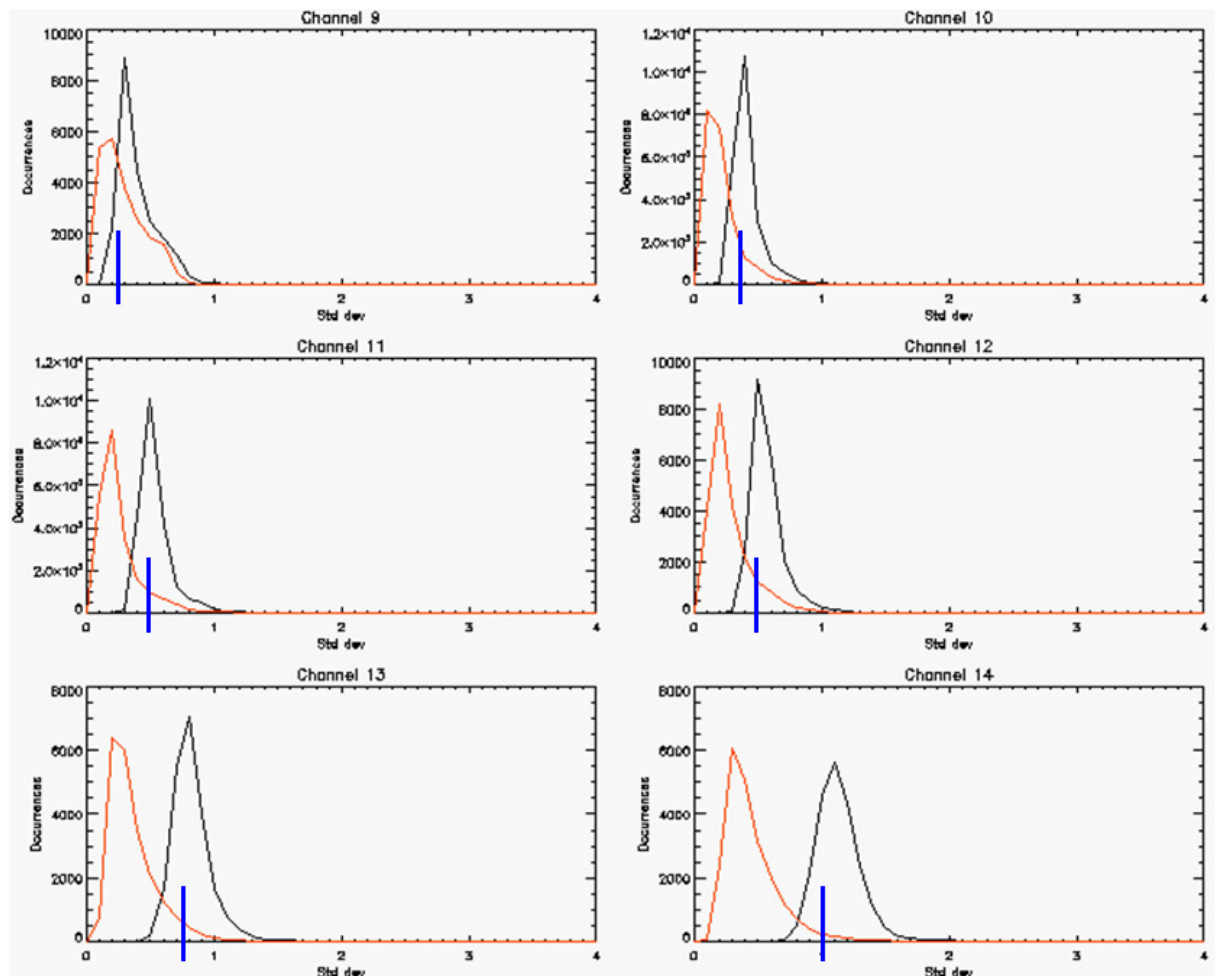 Channel 9
10000
8000
6000
4000
2000
0
Occurrences
0 1 2 3 4
Std dev
Channel 10
1.2×10⁴
1.0×10⁴
8.0×10³
6.0×10³
4.0×10³
2.0×10³
0
Occurrences
0 1 2 3 4
Std dev
Channel 11
1.2×10⁴
1.0×10⁴
8.0×10³
6.0×10³
4.0×10³
2.0×10³
0
Occurrences
0 1 2 3 4
Std dev
Channel 12
10000
8000
6000
4000
2000
0
Occurrences
0 1 2 3 4
Std dev
Channel 13
8000
6000
4000
2000
0
Occurrences
0 1 2 3 4
Std dev
Channel 14
8000
6000
4000
2000
0
Occurrences
0 1 2 3 4
Std dev